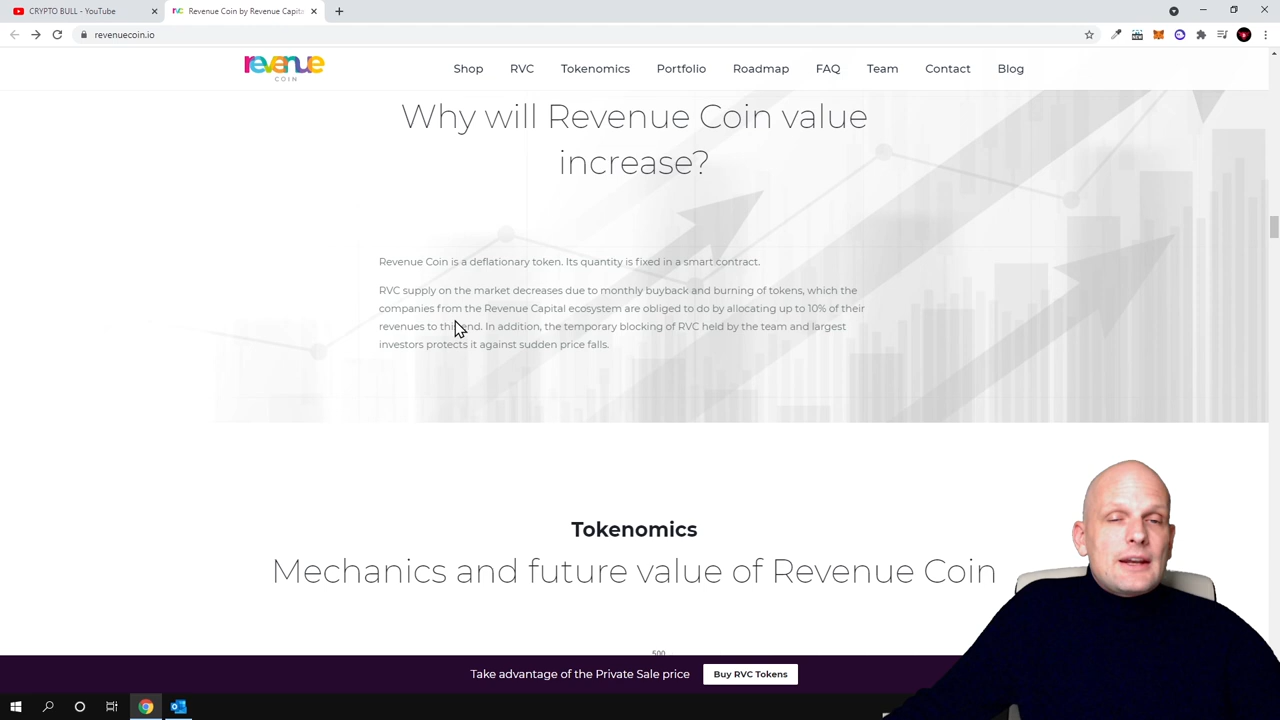 CRYPTO BULL - YouTube
Revenue Coin by Revenue Capita
revenuecoin.io
revenue
COIN
Shop RVC Tokenomics Portfolio Roadmap FAQ Team Contact Blog
Why will Revenue Coin value
increase?
Revenue Coin is a deflationary token. Its quantity is fixed in a smart contract.
RVC supply on the market decreases due to monthly buyback and burning of tokens, which the
companies from the Revenue Capital ecosystem are obliged to do by allocating up to 10% of their
revenues to this end. In addition, the temporary blocking of RVC held by the team and largest
investors protects it against sudden price falls.
Tokenomics
Mechanics and future value of Revenue Coin
500
Take advantage of the Private Sale price Buy RVC Tokens